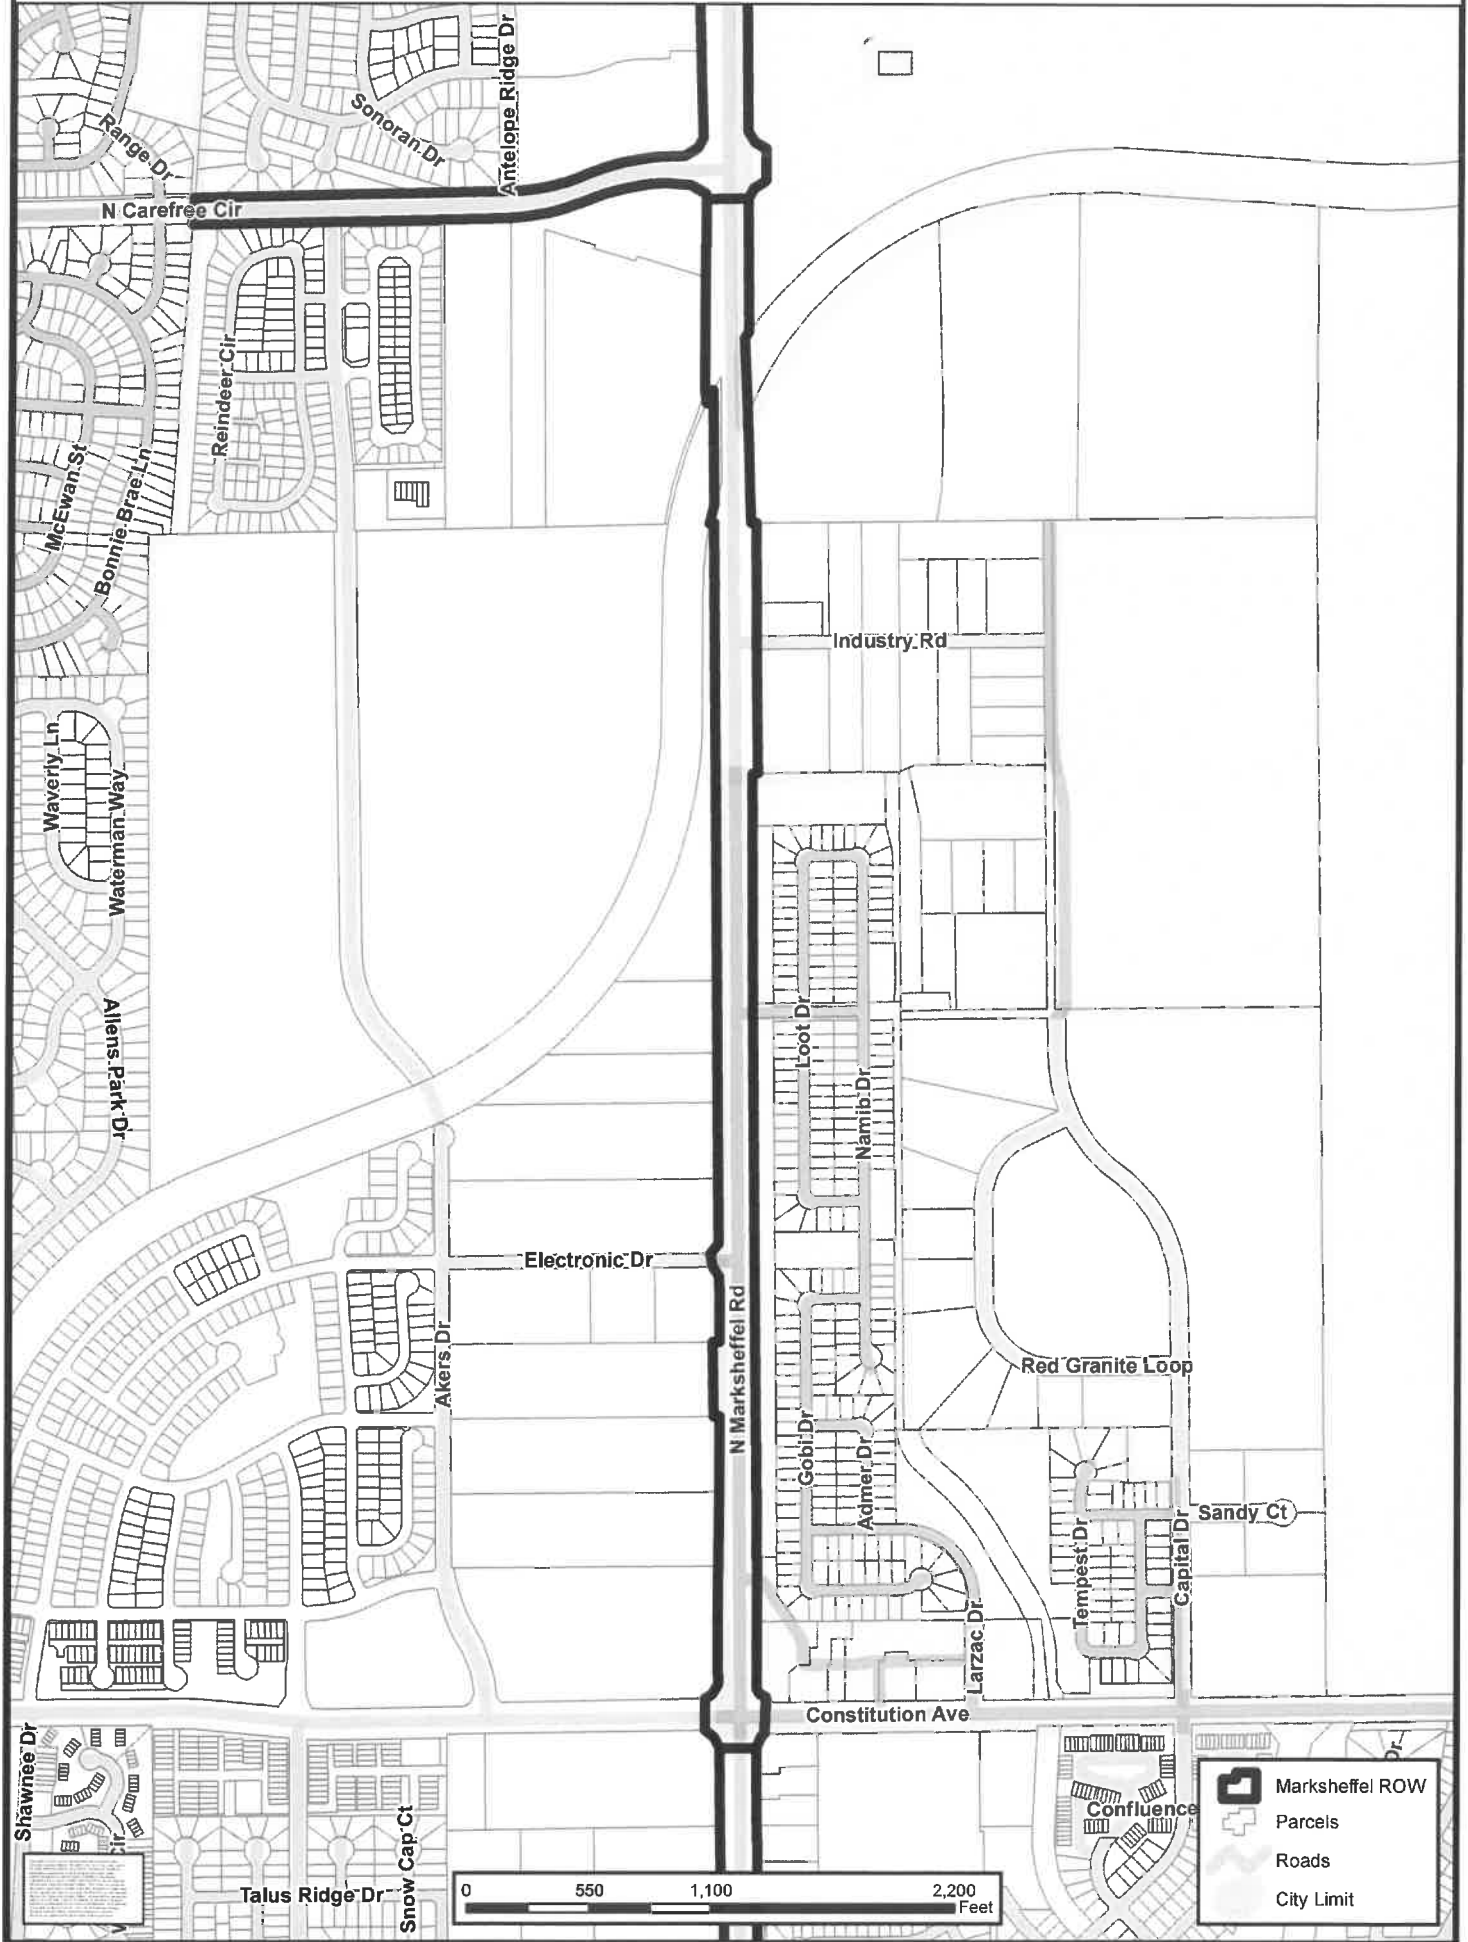 Antelope Ridge Dr
Sonoran Dr
Range Dr
N Carefree Cir
Reindeer Cir
McEwan St
Bonnie Brae Ln
Industry Rd
Waverly Ln
Waterman Way
Loot Dr
Namib Dr
Allens Park Dr
Electronic Dr
N Marksheffel Rd
Akers Dr
Red Granite Loop
Gobi Dr
Admer Dr
Sandy Ct
Tempest Dr
Capital Dr
Larzac Dr
Constitution Ave
Shawnee Dr
Dr
Marksheffel ROW
Parcels
Roads
City Limit
Confluence
Cir
Snow Cap Ct
Talus Ridge Dr
0 550 1,100 2,200
Feet